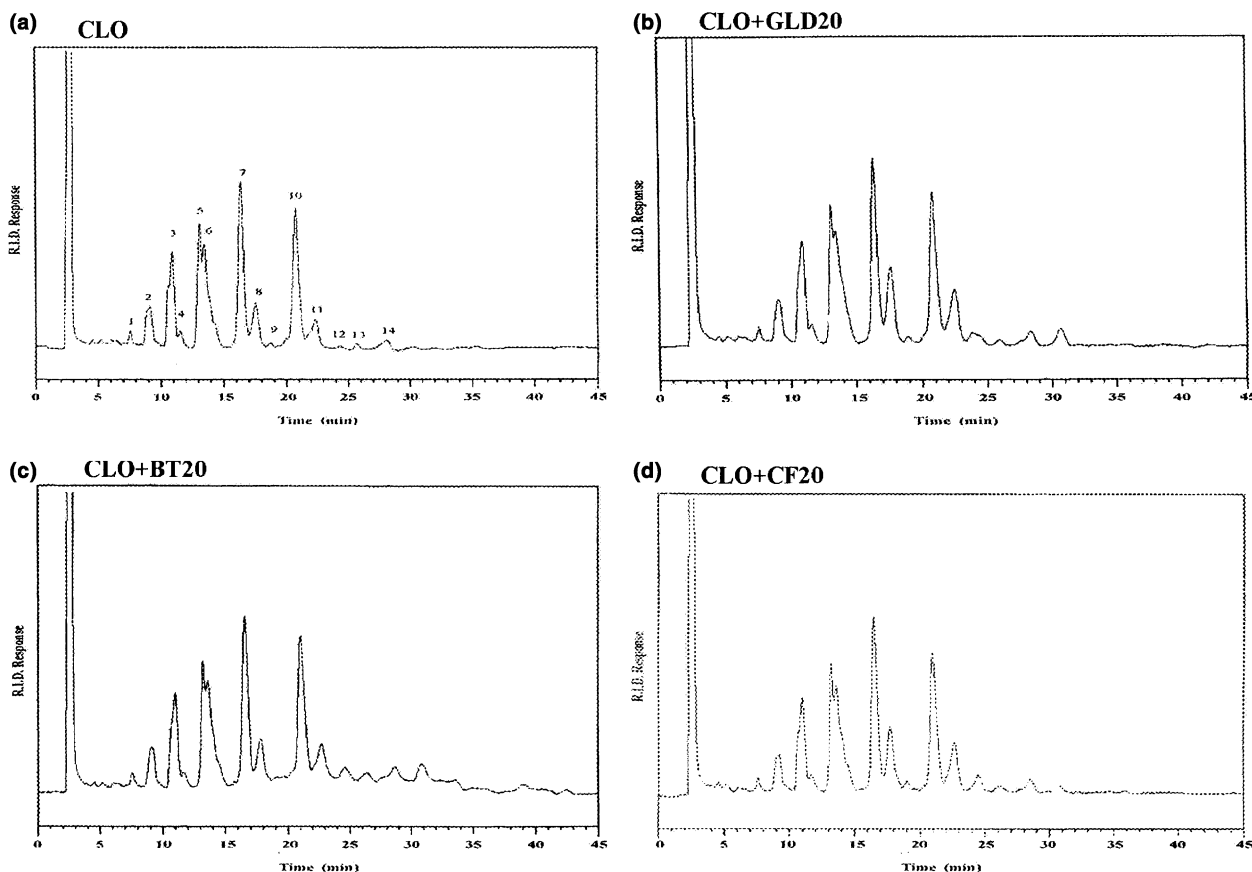 (a) CLO
R.I.D. Response
1 2 3 4 5 6 7 8 9 10 11 12 13 14
0 5 10 15 20 25 30 35 40 45
Time (min)
(b) CLO+GLD20
R.I.D. Response
0 5 10 15 20 25 30 35 40 45
Time (min)
(c) CLO+BT20
R.I.D. Response
0 5 10 15 20 25 30 35 40 45
Time (min)
(d) CLO+CF20
R.I.D. Response
0 5 10 15 20 25 30 35 40 45
Time (min)